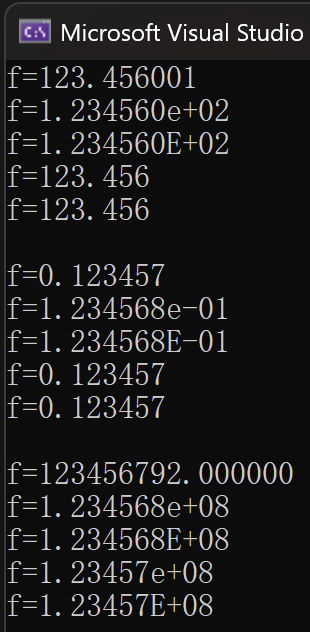 C:\
Microsoft Visual Studio
f=123.456001
f=1.234560e+02
f=1.234560E+02
f=123.456
f=123.456
f=0.123457
f=1.234568e-01
f=1.234568E-01
f=0.123457
f=0.123457
f=123456792.000000
f=1.234568e+08
f=1.234568E+08
f=1.23457e+08
f=1.23457E+08